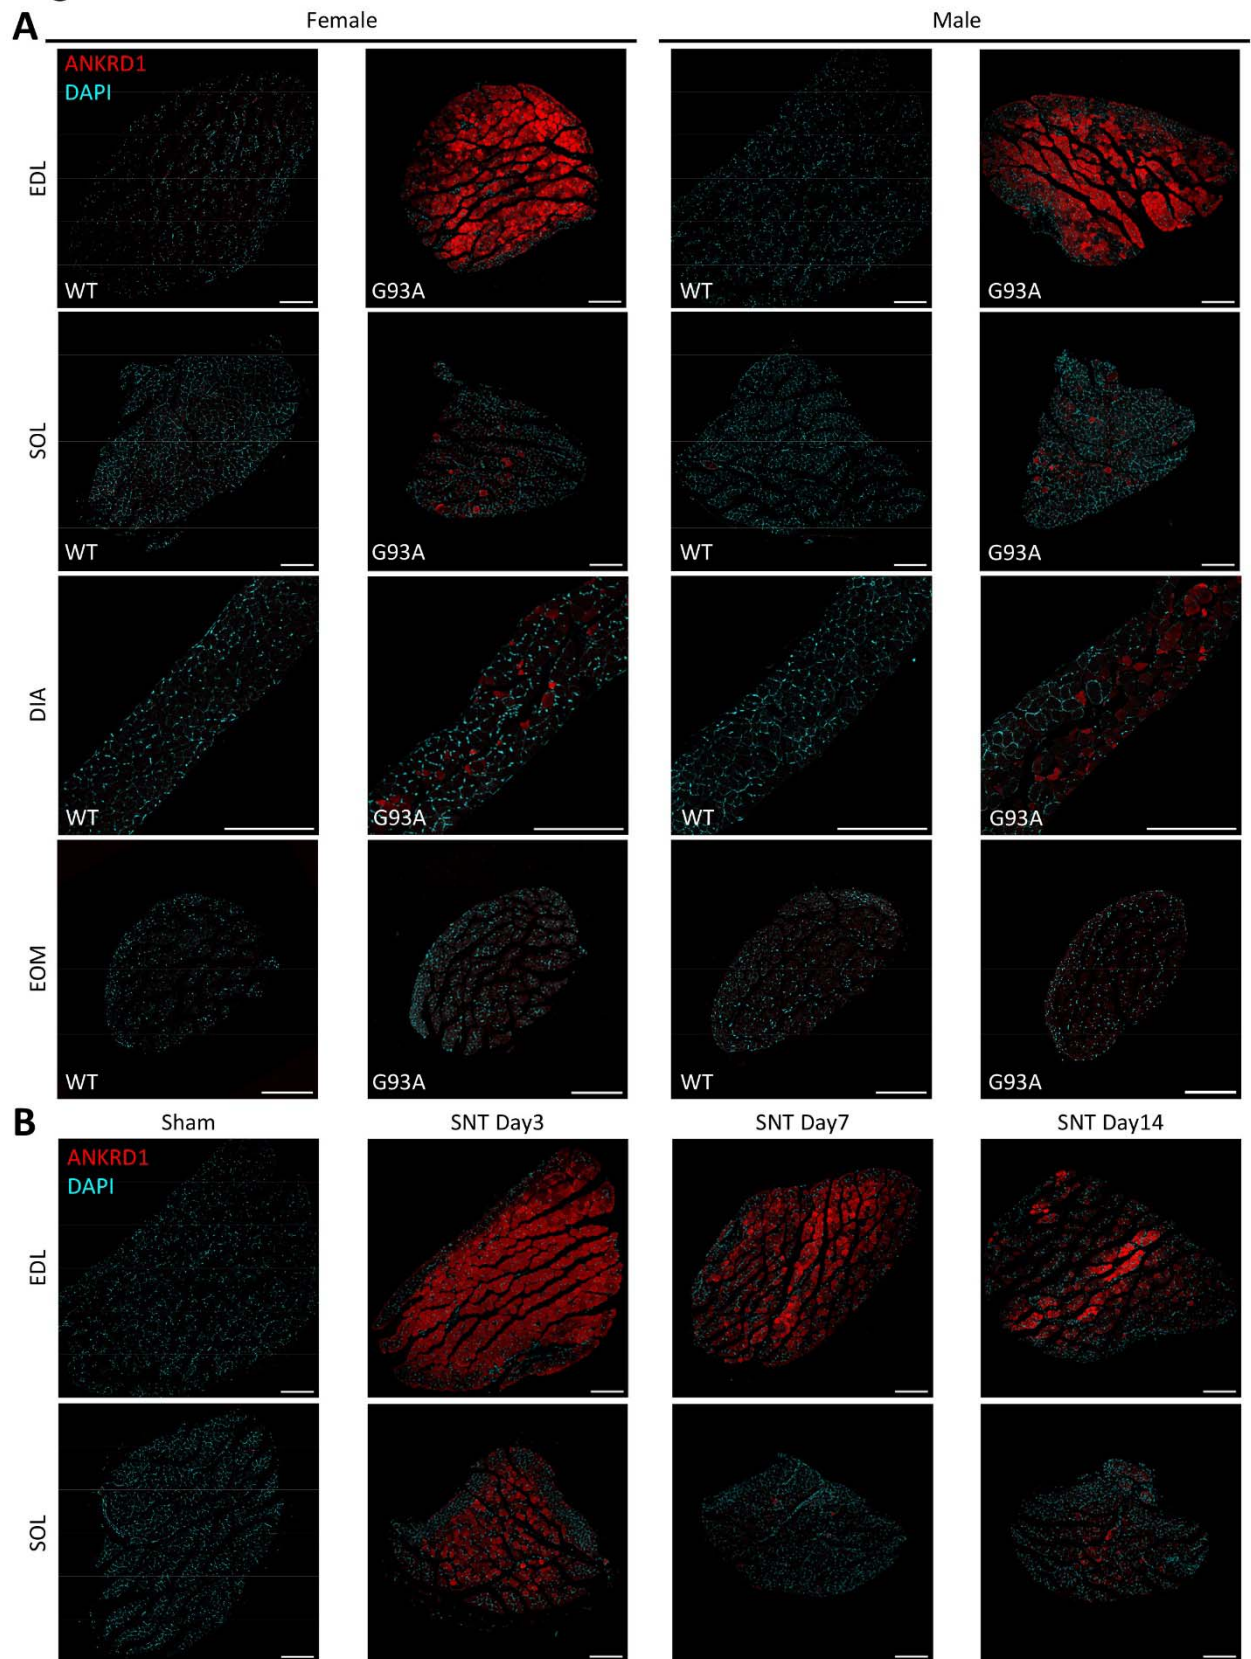 A
Female
Male
ANKRD1
DAPI
EDL
WT
G93A
WT
G93A
SOL
WT
G93A
WT
G93A
DIA
WT
G93A
WT
G93A
EOM
WT
G93A
WT
G93A
B
Sham
SNT Day3
SNT Day7
SNT Day14
ANKRD1
DAPI
EDL
SOL